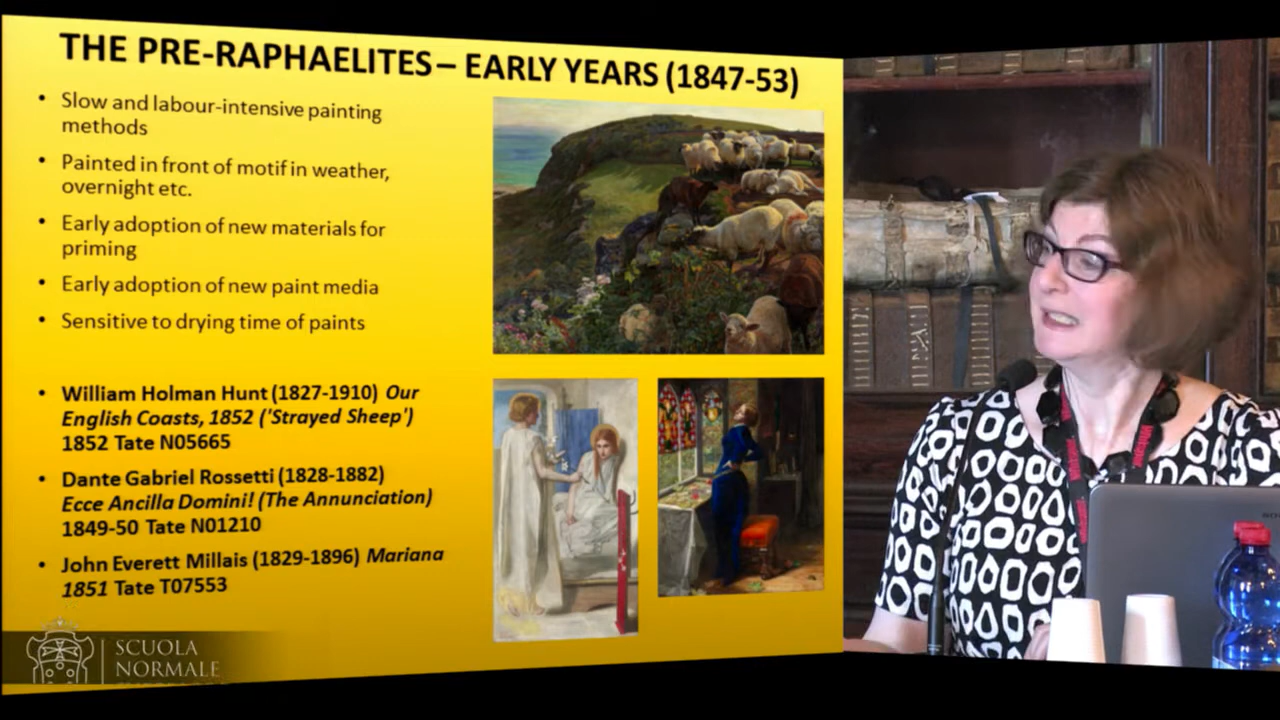 THE PRE-RAPHAELITES – EARLY YEARS (1847-53)
• Slow and labour-intensive painting
methods
• Painted in front of motif in weather,
overnight etc.
• Early adoption of new materials for
priming
• Early adoption of new paint media
• Sensitive to drying time of paints
• William Holman Hunt (1827-1910) Our
English Coasts, 1852 ('Strayed Sheep')
1852 Tate N05665
• Dante Gabriel Rossetti (1828-1882)
Ecce Ancilla Domini! (The Annunciation)
1849-50 Tate N01210
• John Everett Millais (1829-1896) Mariana
1851 Tate T07553
SCUOLA
NORMALE